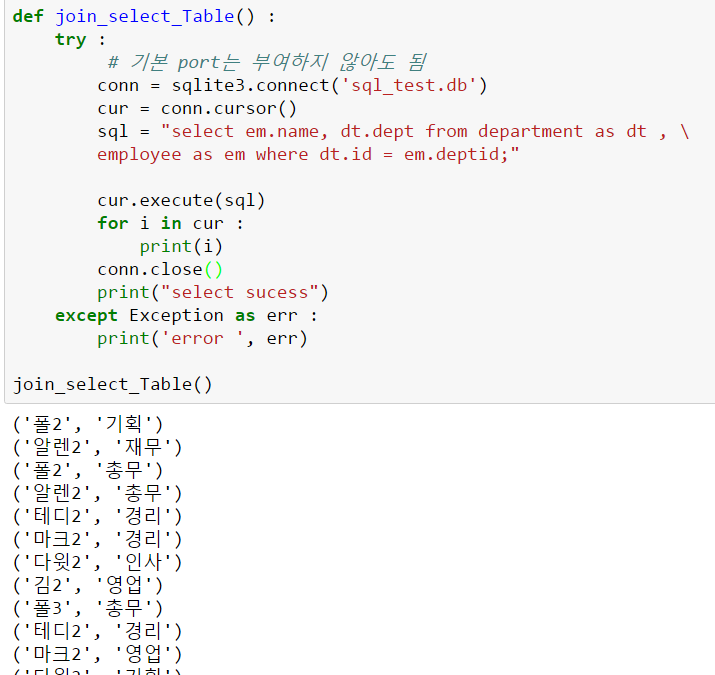 def join_select_Table() :
    try :
         # 기본 port는 부여하지 않아도 됨
        conn = sqlite3.connect('sql_test.db')
        cur = conn.cursor()
        sql = "select em.name, dt.dept from department as dt , \
        employee as em where dt.id = em.deptid;"
        cur.execute(sql)
        for i in cur :
            print(i)
        conn.close()
        print("select sucess")
    except Exception as err :
        print('error ', err)
join_select_Table()
('폴2', '기획')
('알렌2', '재무')
('폴2', '총무')
('알렌2', '총무')
('테디2', '경리')
('마크2', '경리')
('다윗2', '인사')
('김2', '영업')
('폴3', '총무')
('테디2', '경리')
('마크2', '영업')